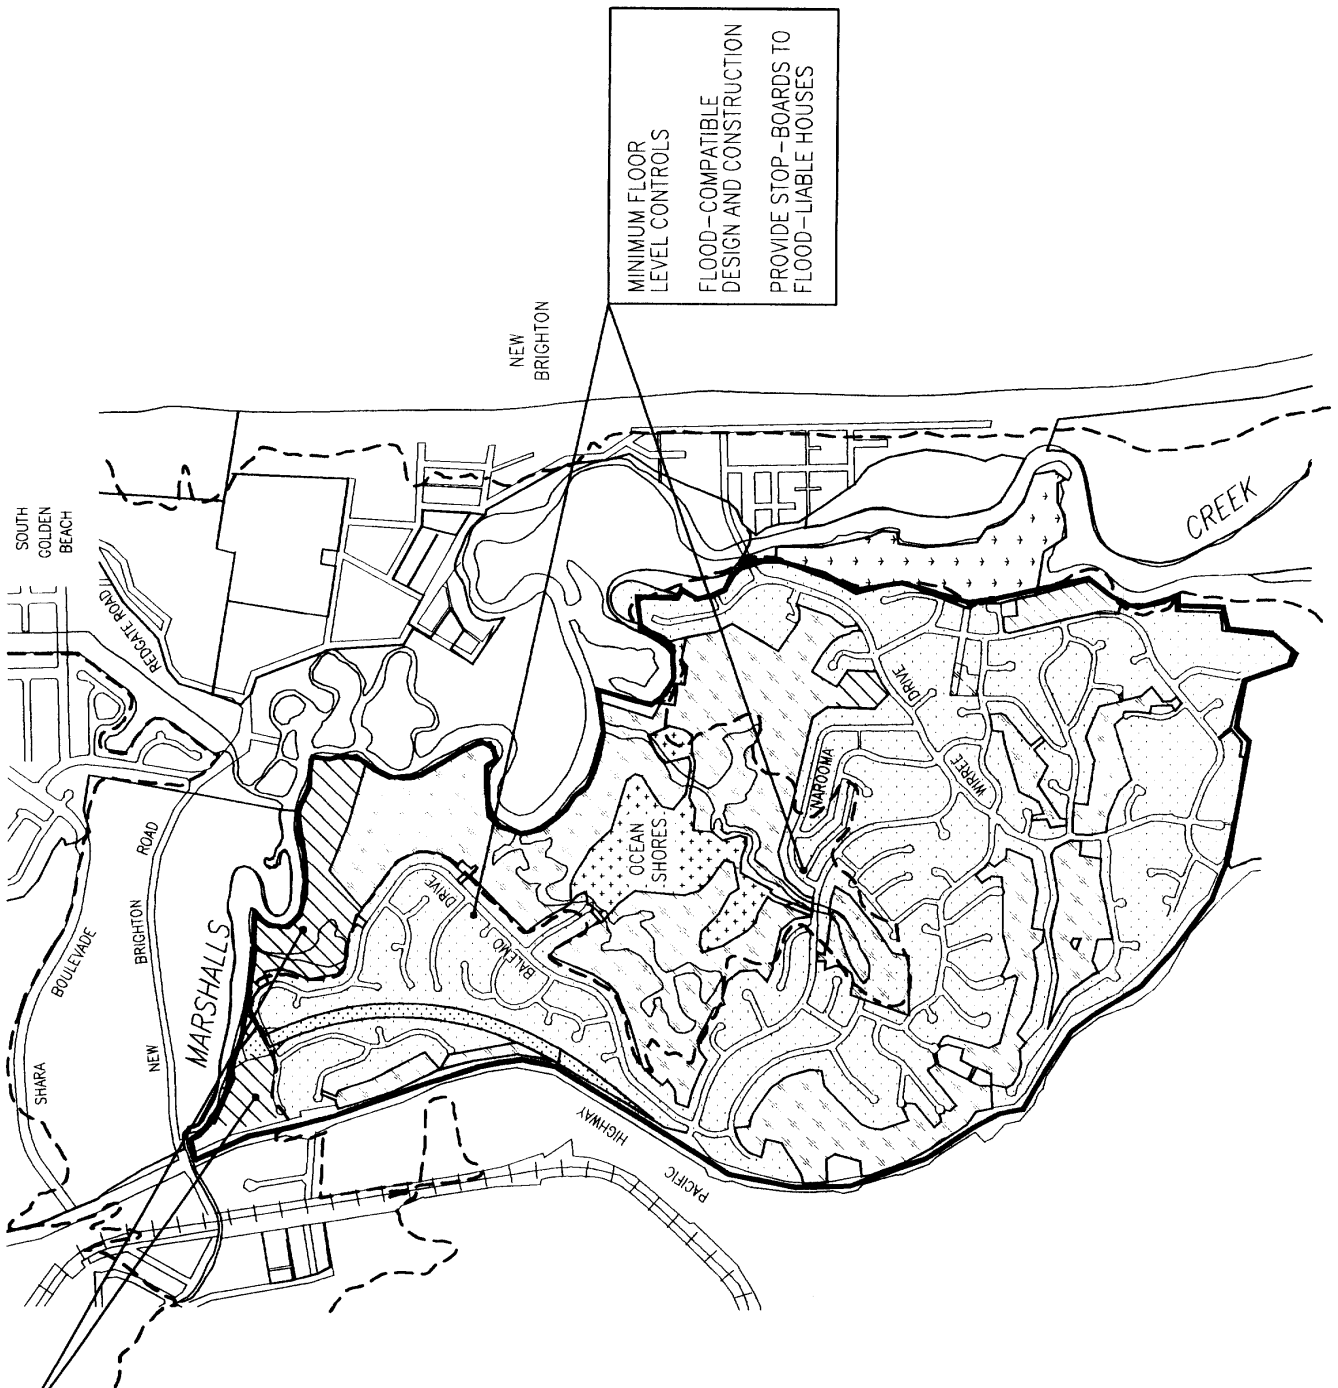 MINIMUM FLOOR
LEVEL CONTROLS
FLOOD-COMPATIBLE
DESIGN AND CONSTRUCTION
PROVIDE STOP-BOARDS TO
FLOOD-LIABLE HOUSES
NEW
BRIGHTON
SOUTH
GOLDEN
BEACH
REDGATE ROAD
CREEK
SHARA
BOULEVADE
NEW
BRIGHTON
ROAD
MARSHALLS
BALEMO
DRIVE
OCEAN
SHORES
NAROOMA
WIRREE
DRIVE
PACIFIC
HIGHWAY